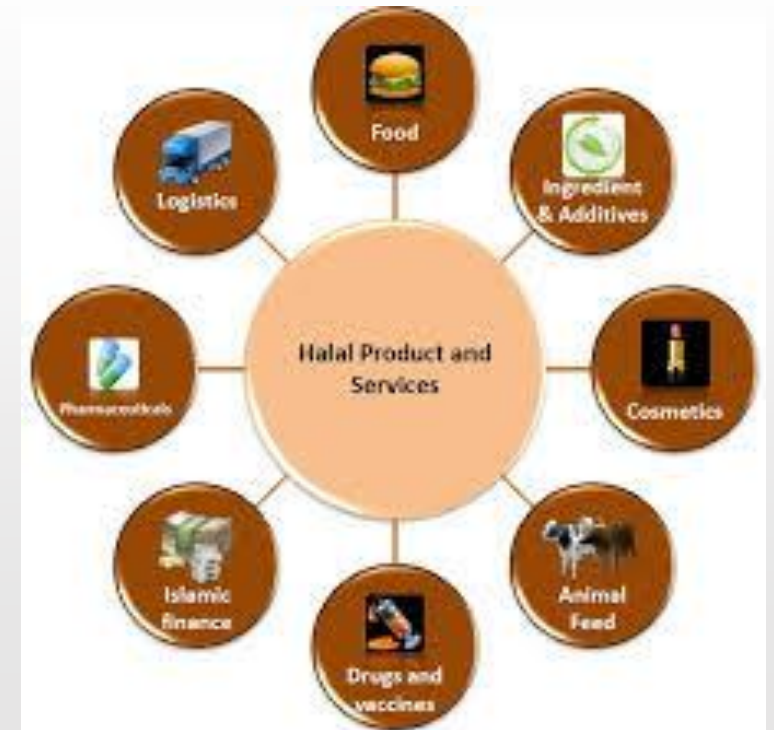 Halal Product and
Services
Food
Ingredient
& Additives
Cosmetics
Animal
Feed
Drugs and
vaccines
Islamic
finance
Pharmaceuticals
Logistics